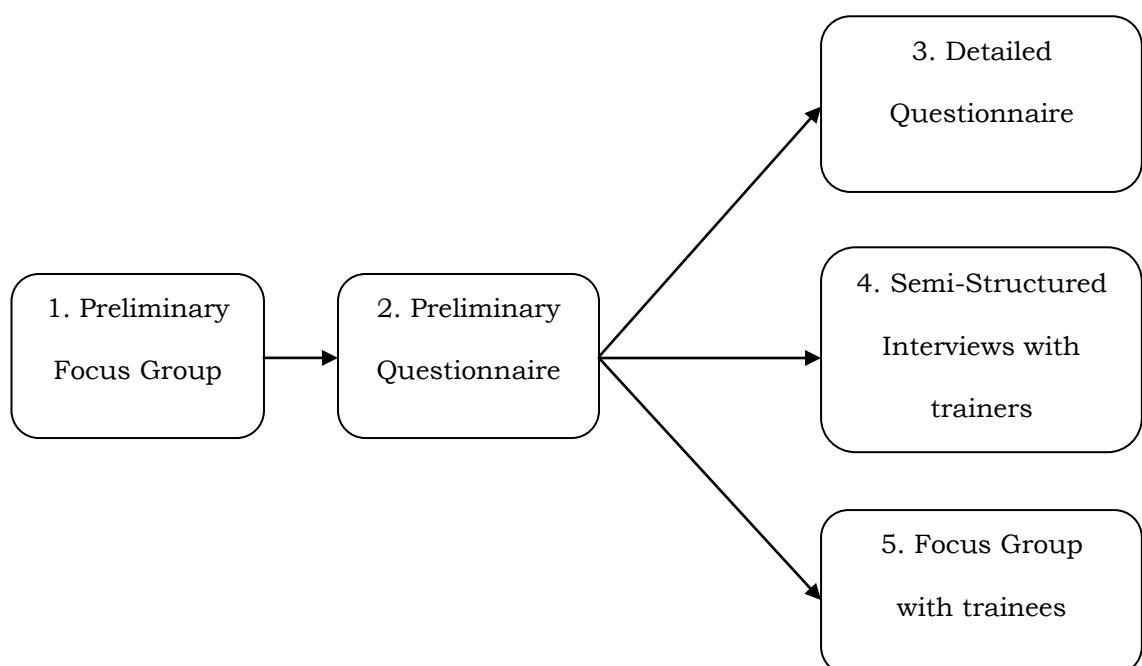 1. Preliminary
Focus Group
2. Preliminary
Questionnaire
3. Detailed
Questionnaire
4. Semi-Structured
Interviews with
trainers
5. Focus Group
with trainees